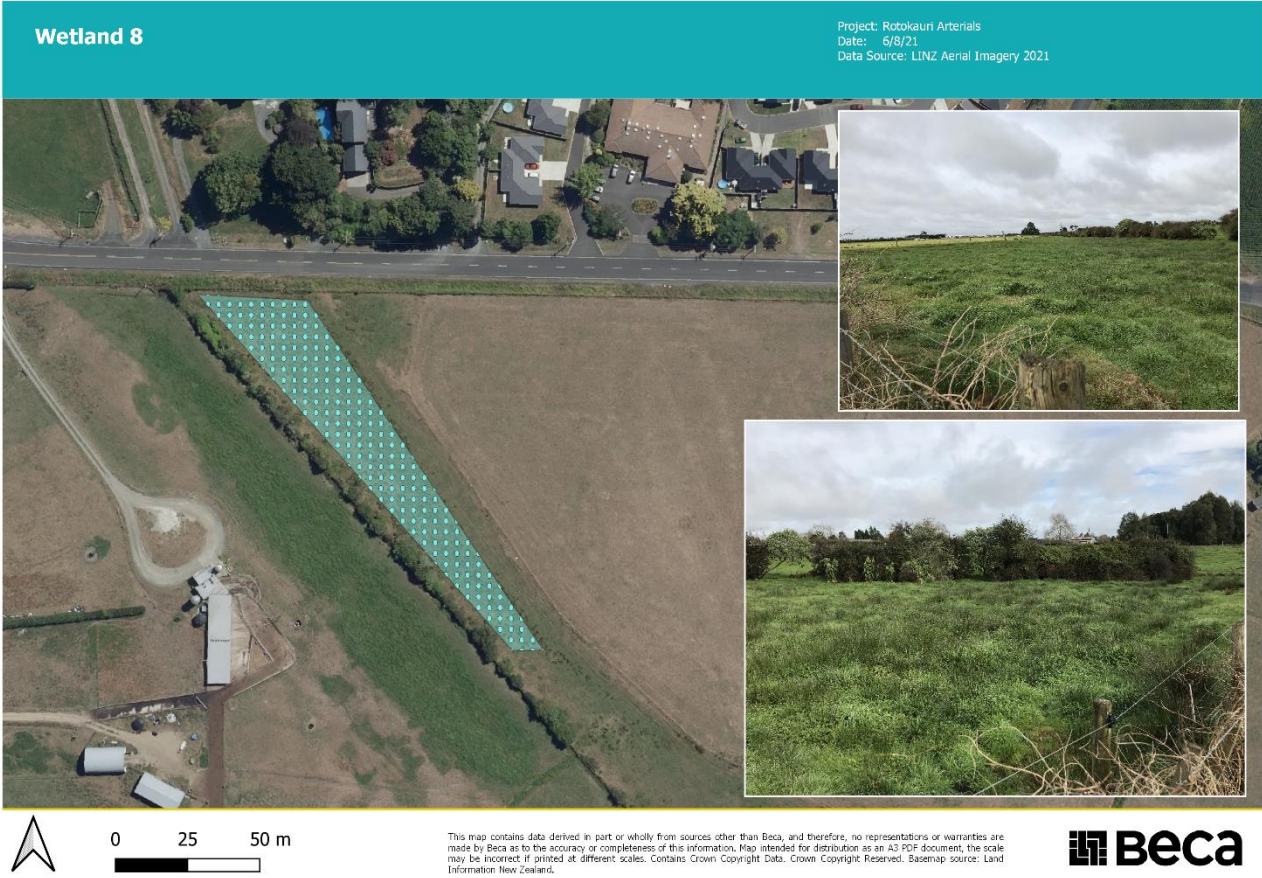 Wetland 8
Project: Rotokauri Arterials
Date: 6/8/21
Data Source: LINZ Aerial Imagery 2021
0 25 50 m
This map contains data derived in part or wholly from sources other than Beca, and therefore, no representations or warranties are
made by Beca as to the accuracy or completeness of this information. Map intended for distribution as an A3 PDF document, the scale
may be incorrect if printed at different scales. Contains Crown Copyright Data. Crown Copyright Reserved. Basemap source: Land
Information New Zealand.
Beca